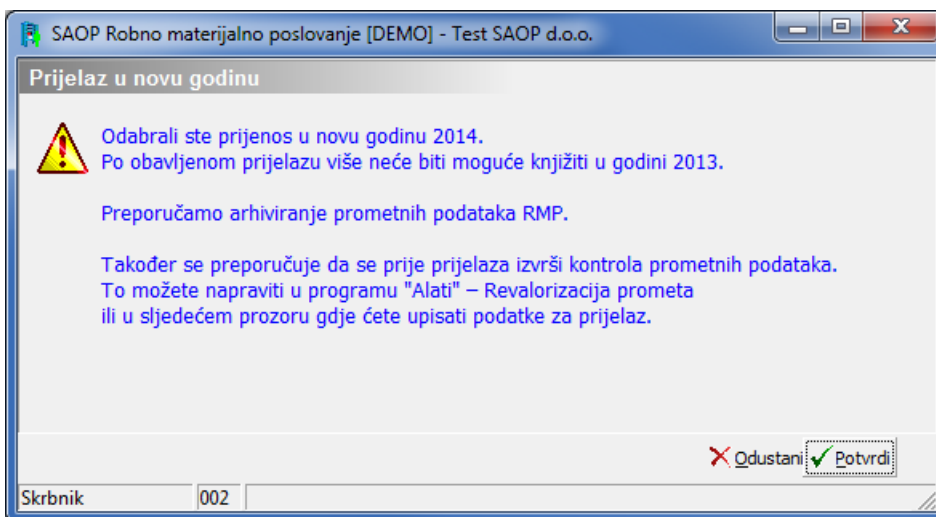 SAOP Robno materijalno poslovanje [DEMO] - Test SAOP d.o.o.
Prijelaz u novu godinu
Odabrali ste prijenos u novu godinu 2014.
Po obavljenom prijelazu više neće biti moguće knjižiti u godini 2013.
Preporučamo arhiviranje prometnih podataka RMP.
Također se preporučuje da se prije prijelaza izvrši kontrola prometnih podataka.
To možete napraviti u programu "Alati" – Revalorizacija prometa
ili u sljedećem prozoru gdje ćete upisati podatke za prijelaz.
Odustani Potvrdi
Skrbnik 002